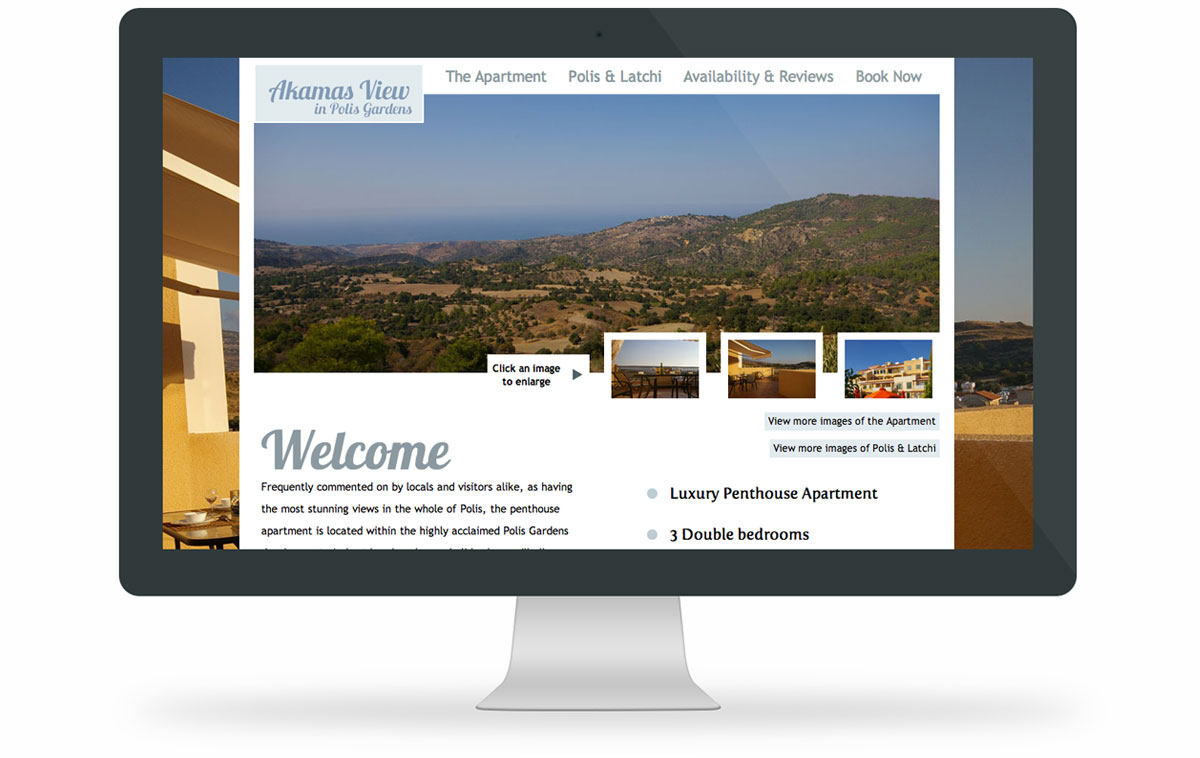 Akamas View
in Polis Gardens
The Apartment
Polis & Latchi
Availability & Reviews
Book Now
Click an image
to enlarge
View more images of the Apartment
View more images of Polis & Latchi
Welcome
Frequently commented on by locals and visitors alike, as having
the most stunning views in the whole of Polis, the penthouse
apartment is located within the highly acclaimed Polis Gardens
Luxury Penthouse Apartment
3 Double bedrooms